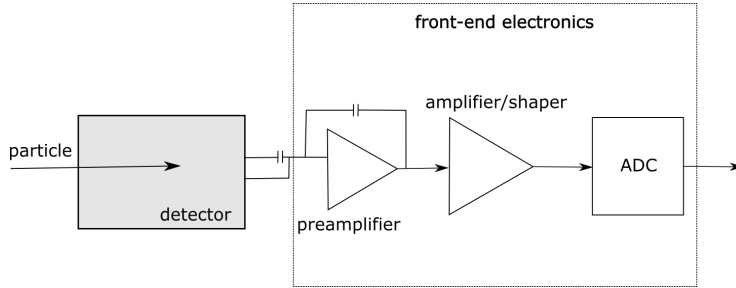 front-end electronics
amplifier/shaper
particle
ADC
detector
preamplifier